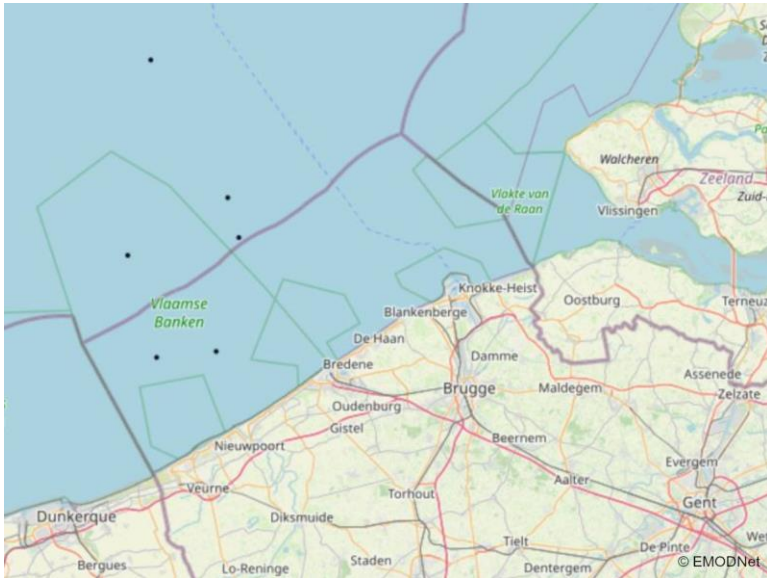 Walcheren
Zeeland
Vlakte van
de Raan
Vlissingen
Zuid-
Knokke-Heist
Oostburg
Terneuz
Vlaamse
Banken
Blankenberge
De Haan
Damme
Bredene
Assenede
Brugge
Maldegem
Zelzate
Oudenburg
Gistel
Beernem
Nieuwpoort
Evergem
Veurne
Aalter
Torhout
Gent
Dunkerque
Diksmuide
Tielt
De Pinte
Wet
Bergues
Lo-Reninge
Staden
Dentergem
© EMODNet